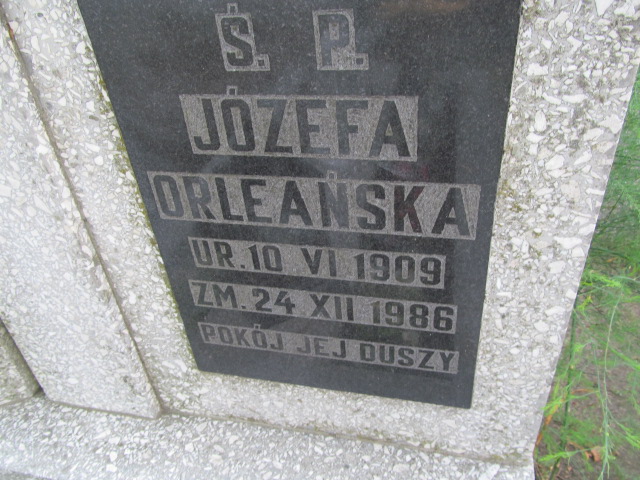 Ś. P.
JÓZEFA
ORLEAŃSKA
UR. 10 VI 1909
ZM. 24 XII 1986
POKÓJ JEJ DUSZY